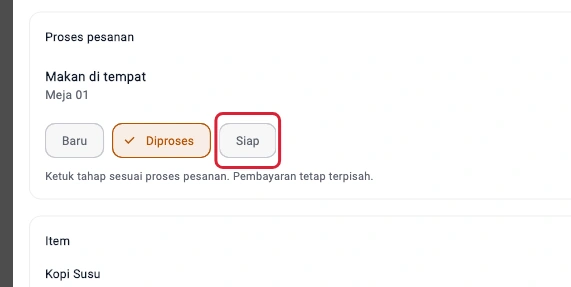 Proses pesanan
Makan di tempat
Meja 01
Baru Diproses Siap
Ketuk tahap sesuai proses pesanan. Pembayaran tetap terpisah.
Item
Kopi Susu